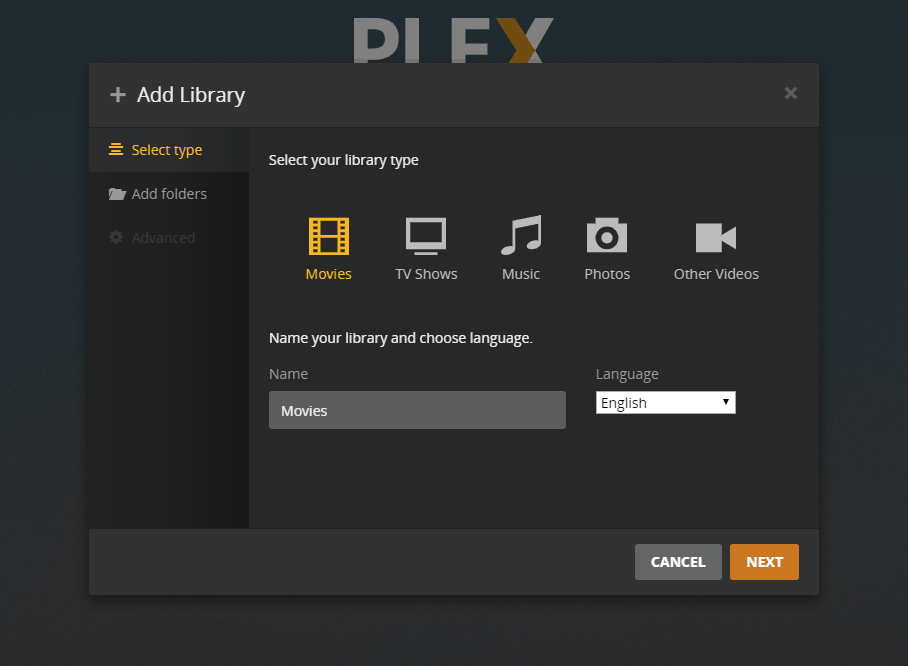 PLEX
Add Library
Select type
Add folders
Advanced
Select your library type
Movies TV Shows Music Photos Other Videos
Name your library and choose language.
Name Language
Movies English
CANCEL NEXT